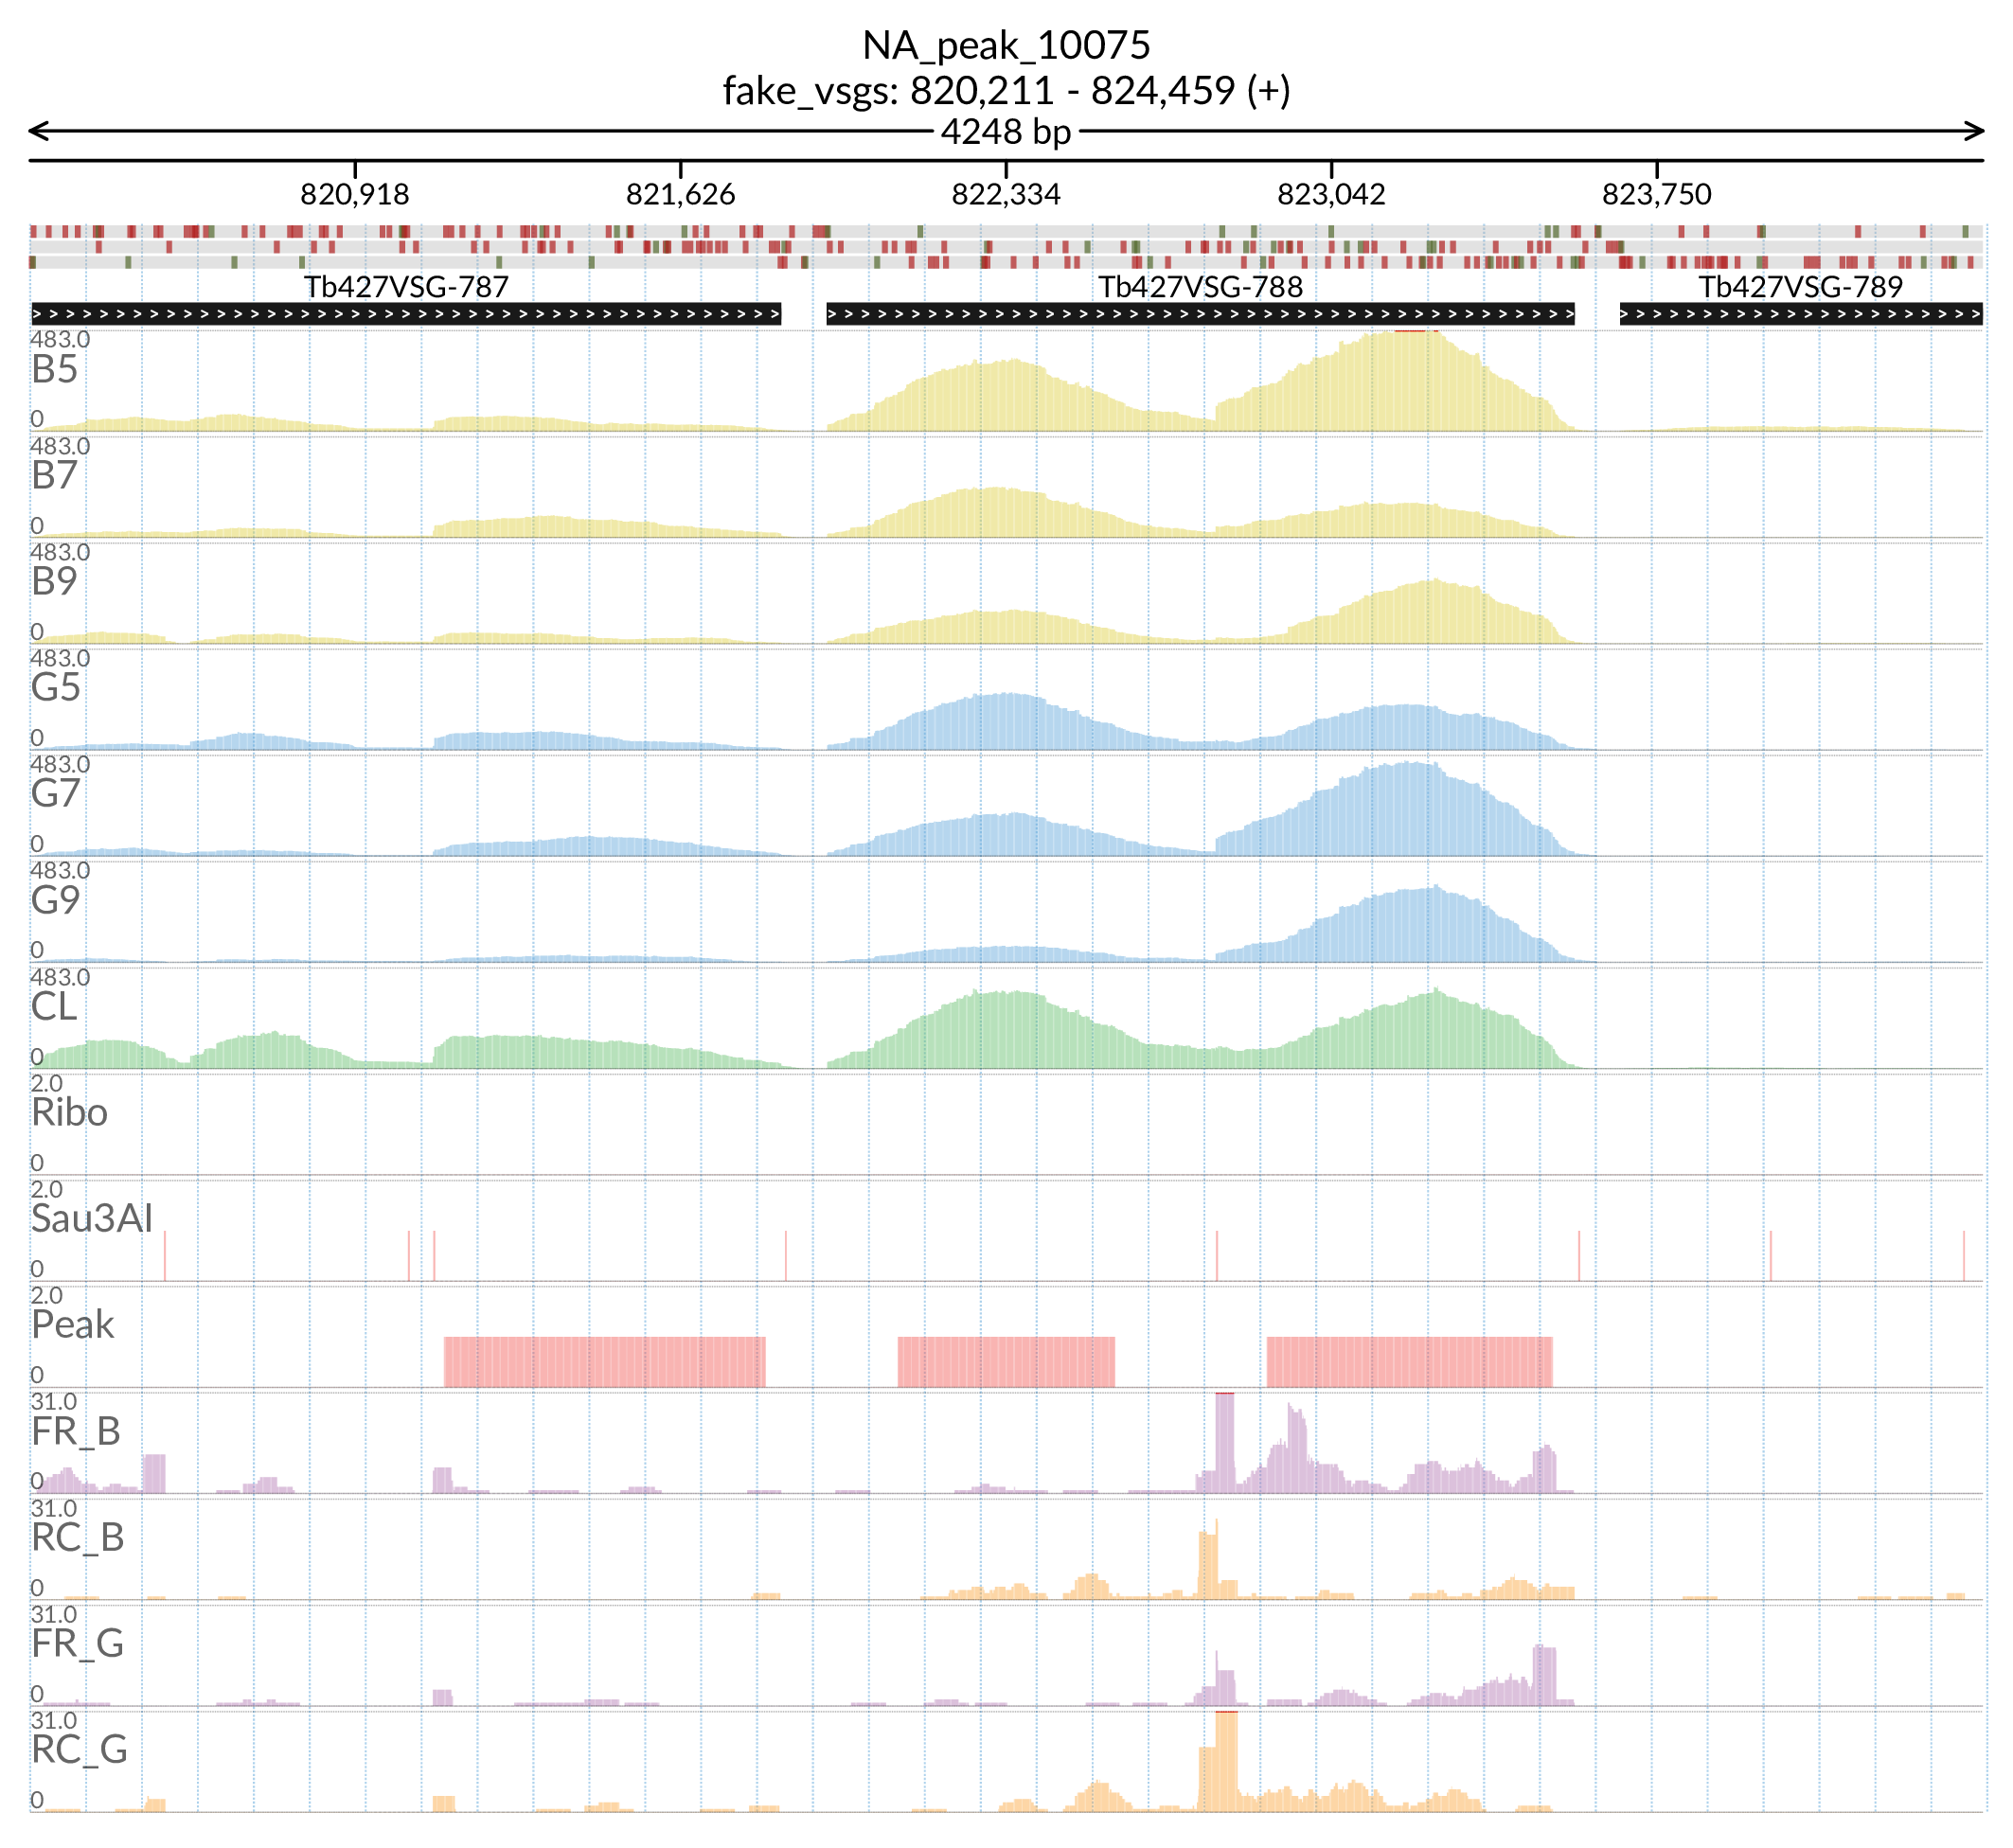 NA_peak_10075
fake_vsgs: 820,211 - 824,459 (+)
4248 bp
820,918 821,626 822,334 823,042 823,750
Tb427VSG-787 Tb427VSG-788 Tb427VSG-789
483.0
B5
0
483.0
B7
0
483.0
B9
0
483.0
G5
0
483.0
G7
0
483.0
G9
0
483.0
CL
0
2.0
Ribo
0
2.0
Sau3AI
0
2.0
Peak
0
31.0
FR_B
0
31.0
RC_B
0
31.0
FR_G
0
31.0
RC_G
0